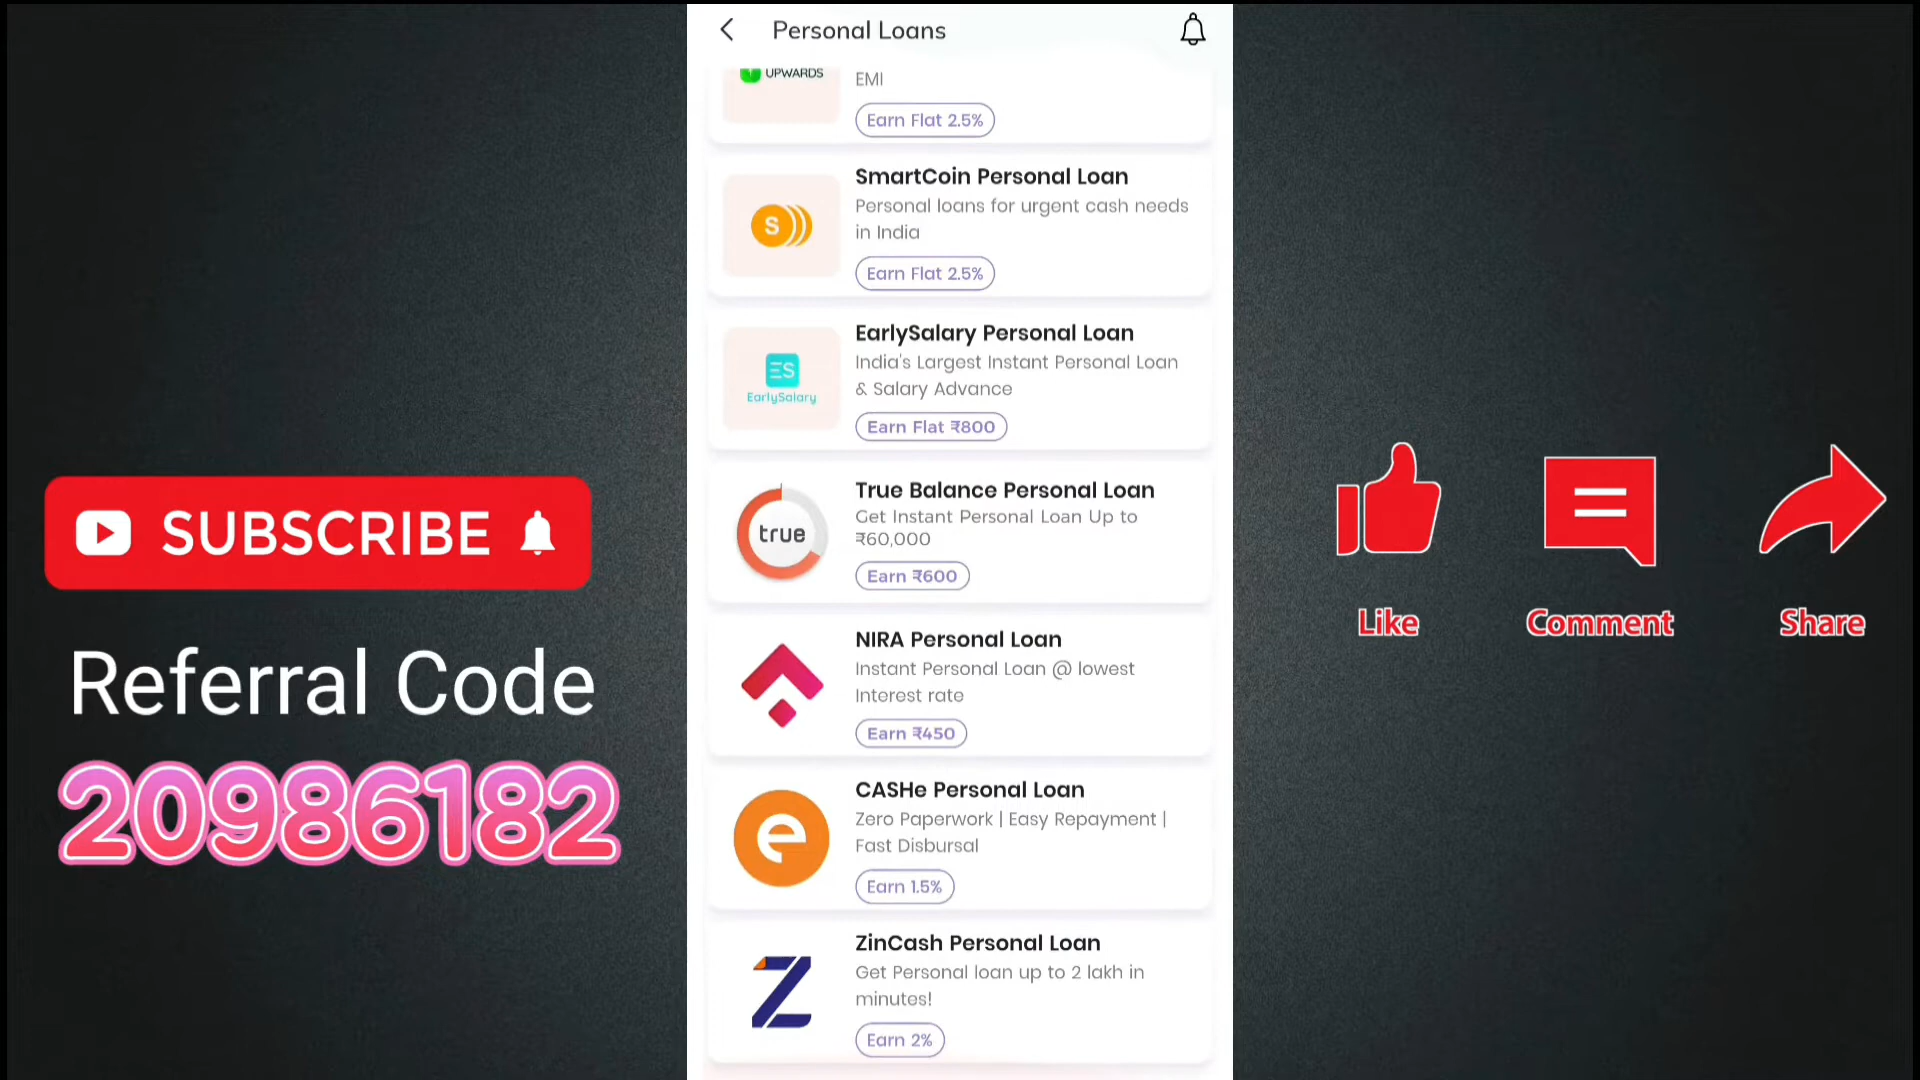 Personal Loans
UPWARDS
EMI
Earn Flat 2.5%
SmartCoin Personal Loan
Personal loans for urgent cash needs
in India
S
Earn Flat 2.5%
EarlySalary Personal Loan
India's Largest Instant Personal Loan
& Salary Advance
ES
EarlySalary
Earn Flat ₹800
True Balance Personal Loan
Get Instant Personal Loan Up to
₹60,000
true
Earn ₹600
NIRA Personal Loan
Instant Personal Loan @ lowest
Interest rate
Earn ₹450
CASHe Personal Loan
Zero Paperwork | Easy Repayment |
Fast Disbursal
e
Earn 1.5%
ZinCash Personal Loan
Get Personal loan up to 2 lakh in
minutes!
Z
Earn 2%
SUBSCRIBE
Referral Code
20986182
Like
Comment
Share